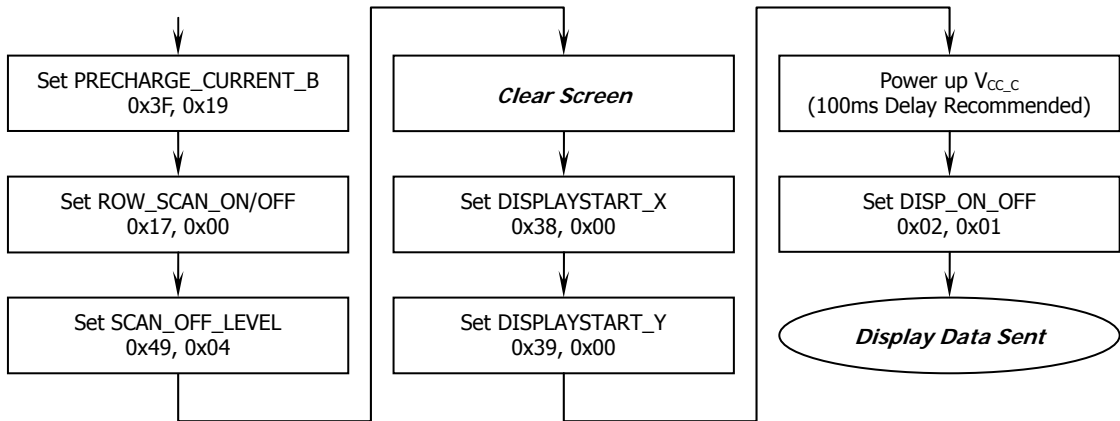 Set PRECHARGE_CURRENT_B
0x3F, 0x19
Set ROW_SCAN_ON/OFF
0x17, 0x00
Set SCAN_OFF_LEVEL
0x49, 0x04
Clear Screen
Set DISPLAYSTART_X
0x38, 0x00
Set DISPLAYSTART_Y
0x39, 0x00
Power up VCC_C
(100ms Delay Recommended)
Set DISP_ON_OFF
0x02, 0x01
Display Data Sent